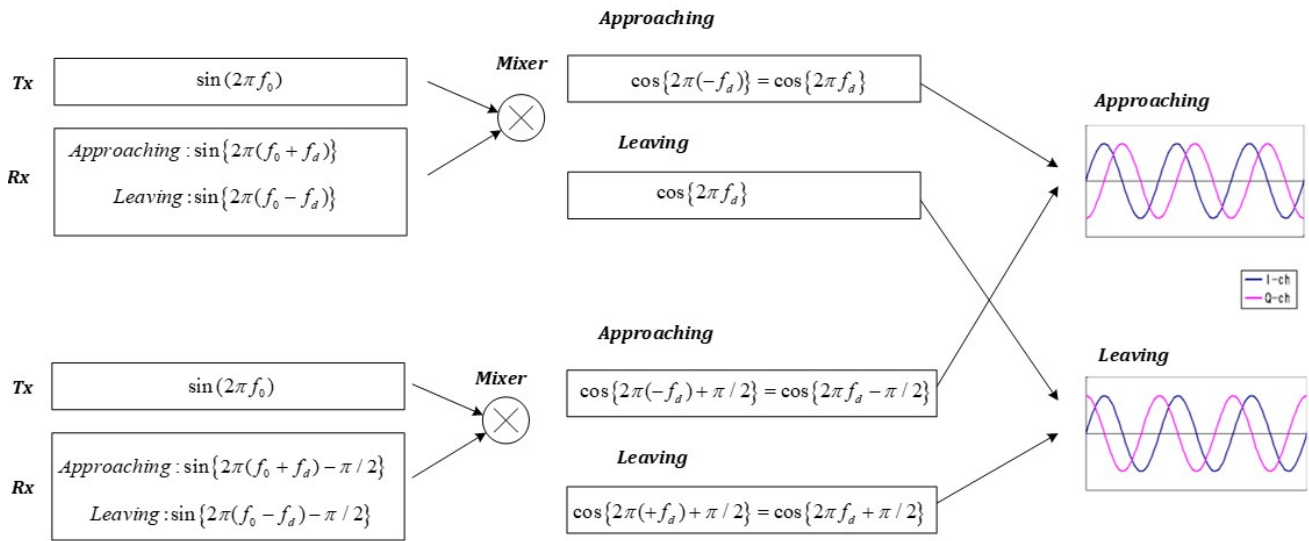 Approaching
Tx
sin(2πf₀)
Mixer
cos{2π(−f_d)} = cos{2πf_d}
Rx
Approaching : sin{2π(f₀ + f_d)}
Leaving : sin{2π(f₀ − f_d)}
Leaving
cos{2πf_d}
Approaching
I-ch
Q-ch
Approaching
Tx
sin(2πf₀)
Mixer
cos{2π(−f_d) + π/2} = cos{2πf_d − π/2}
Rx
Approaching : sin{2π(f₀ + f_d) − π/2}
Leaving : sin{2π(f₀ − f_d) − π/2}
Leaving
cos{2π(+f_d) + π/2} = cos{2πf_d + π/2}
Leaving